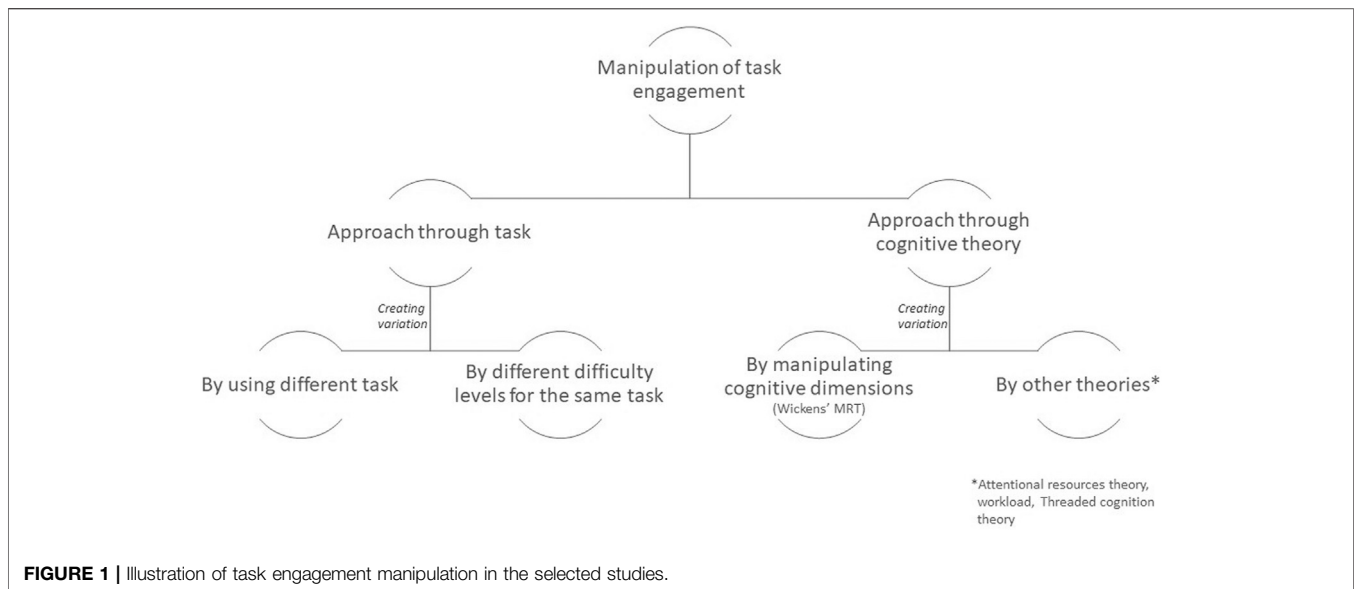 Manipulation of task
engagement
Approach through task
Approach through
cognitive theory
Creating
variation
Creating
variation
By using different task
By different difficulty
levels for the same task
By manipulating
cognitive dimensions
(Wickens' MRT)
By other theories*
*Attentional resources theory,
workload, Threaded cognition
theory
FIGURE 1 | Illustration of task engagement manipulation in the selected studies.